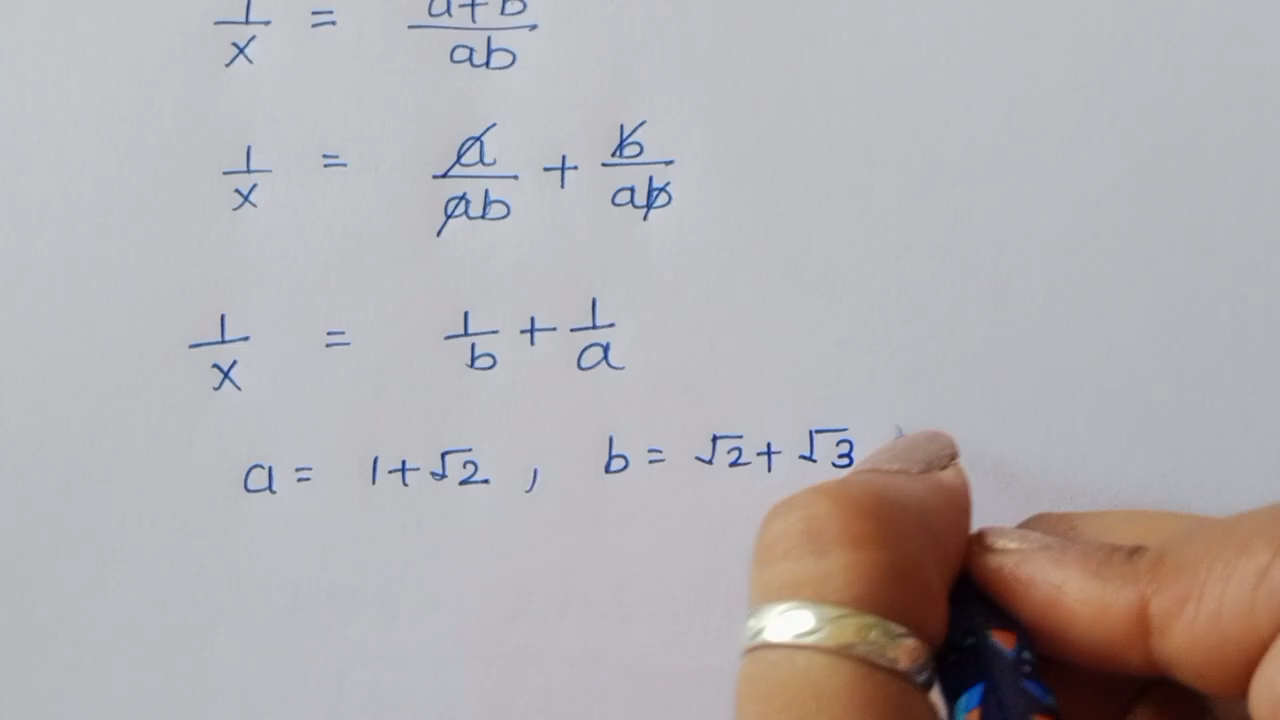 1/x = a+b/ab
1/x = a/ab + b/ab
1/x = 1/b + 1/a
a = 1+√2 , b = √2+√3